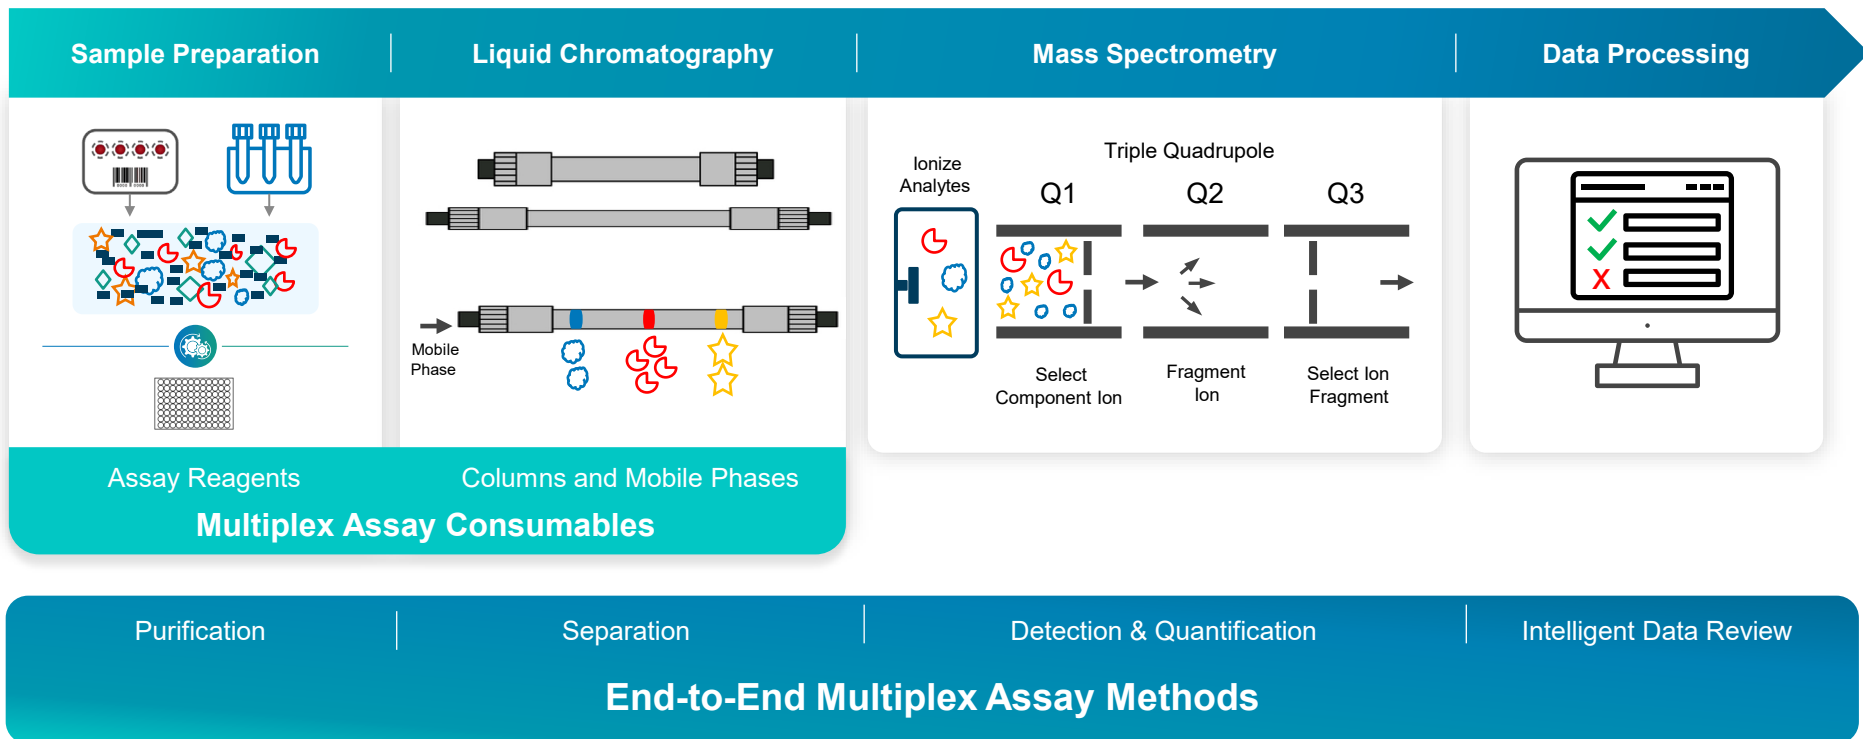 Sample Preparation
Liquid Chromatography
Mass Spectrometry
Data Processing
Mobile
Phase
Ionize
Analytes
Triple Quadrupole
Q1
Q2
Q3
Select
Component Ion
Fragment
Ion
Select Ion
Fragment
X
Assay Reagents
Columns and Mobile Phases
Multiplex Assay Consumables
Purification
Separation
Detection & Quantification
Intelligent Data Review
End-to-End Multiplex Assay Methods